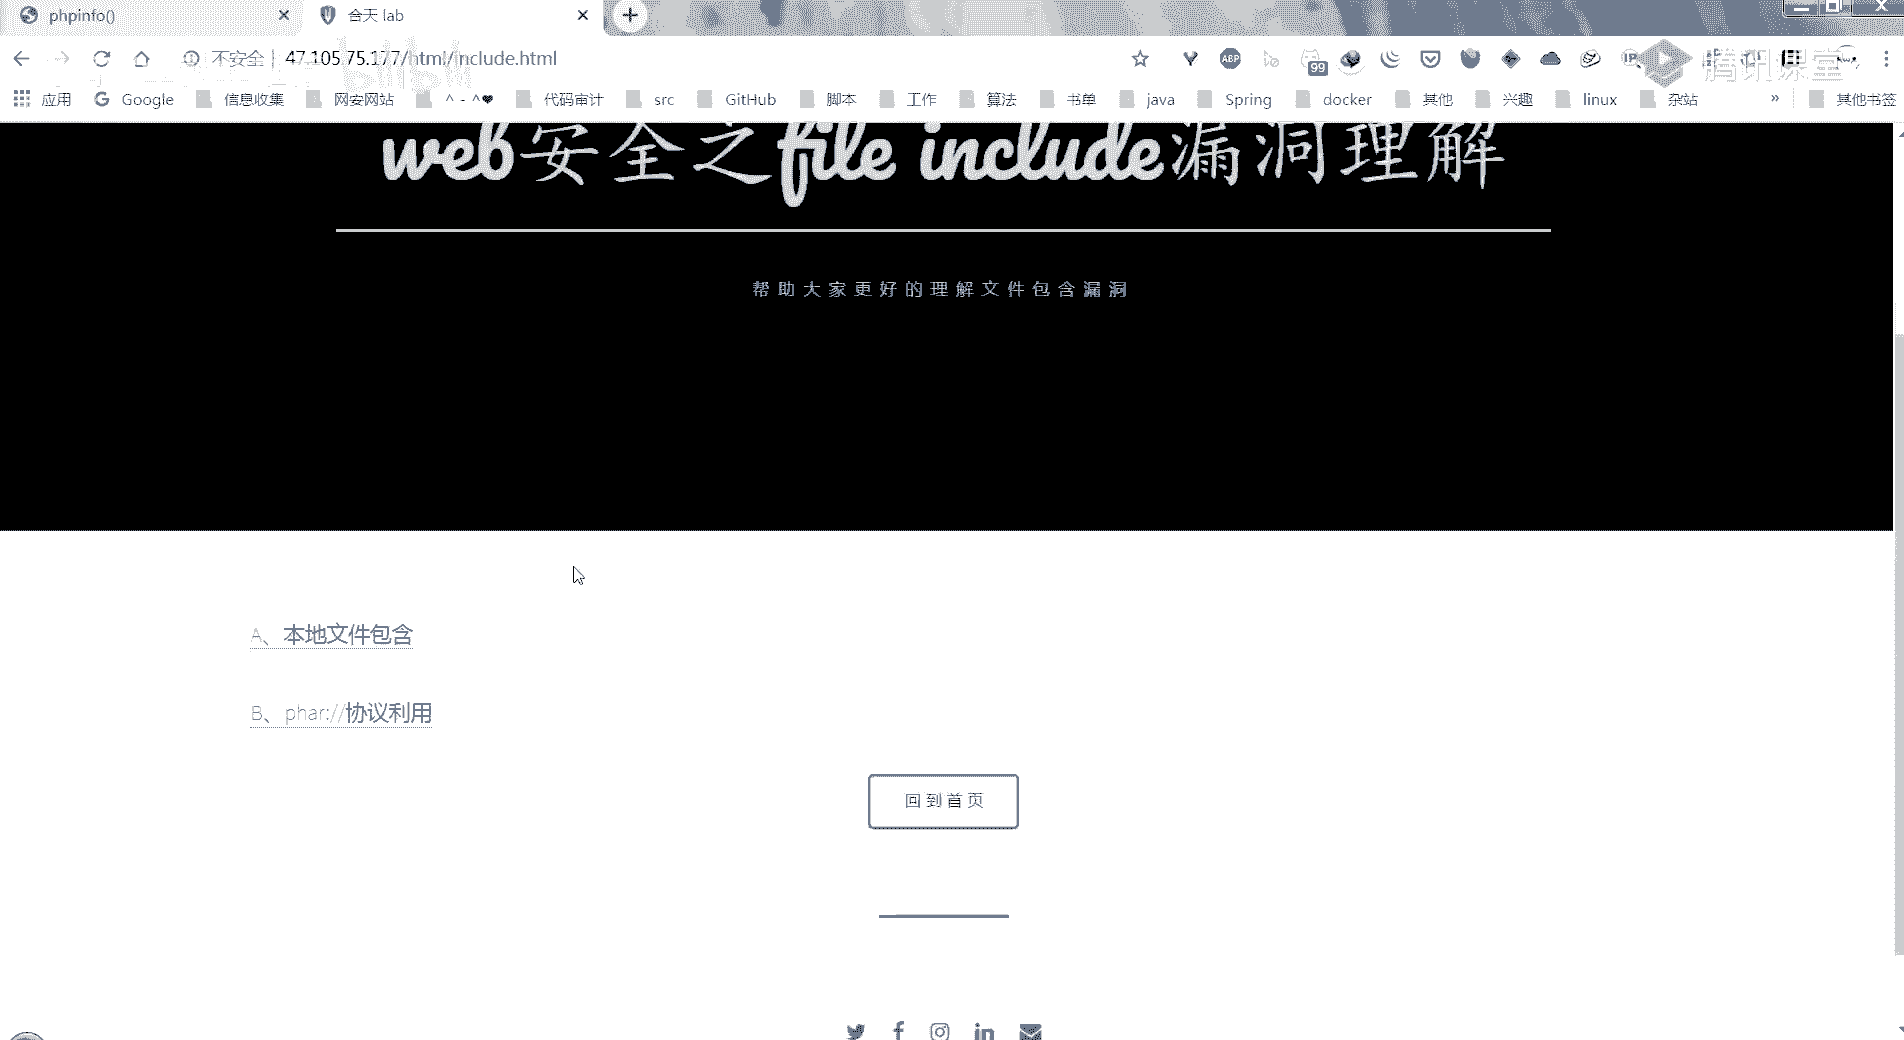 phpinfo()
合天 lab
不安全 | 47.105.75.177/html/include.html
ABP
99
IP
腾讯课堂
应用 Google 信息收集 网安网站 ^ - ^❤ 代码审计 src GitHub 脚本 工作 算法 书单 java Spring docker 其他 兴趣 linux 杂站 » 其他书签
web安全之file include漏洞理解
帮助大家更好的理解文件包含漏洞
A、本地文件包含
B、phar://协议利用
回到首页